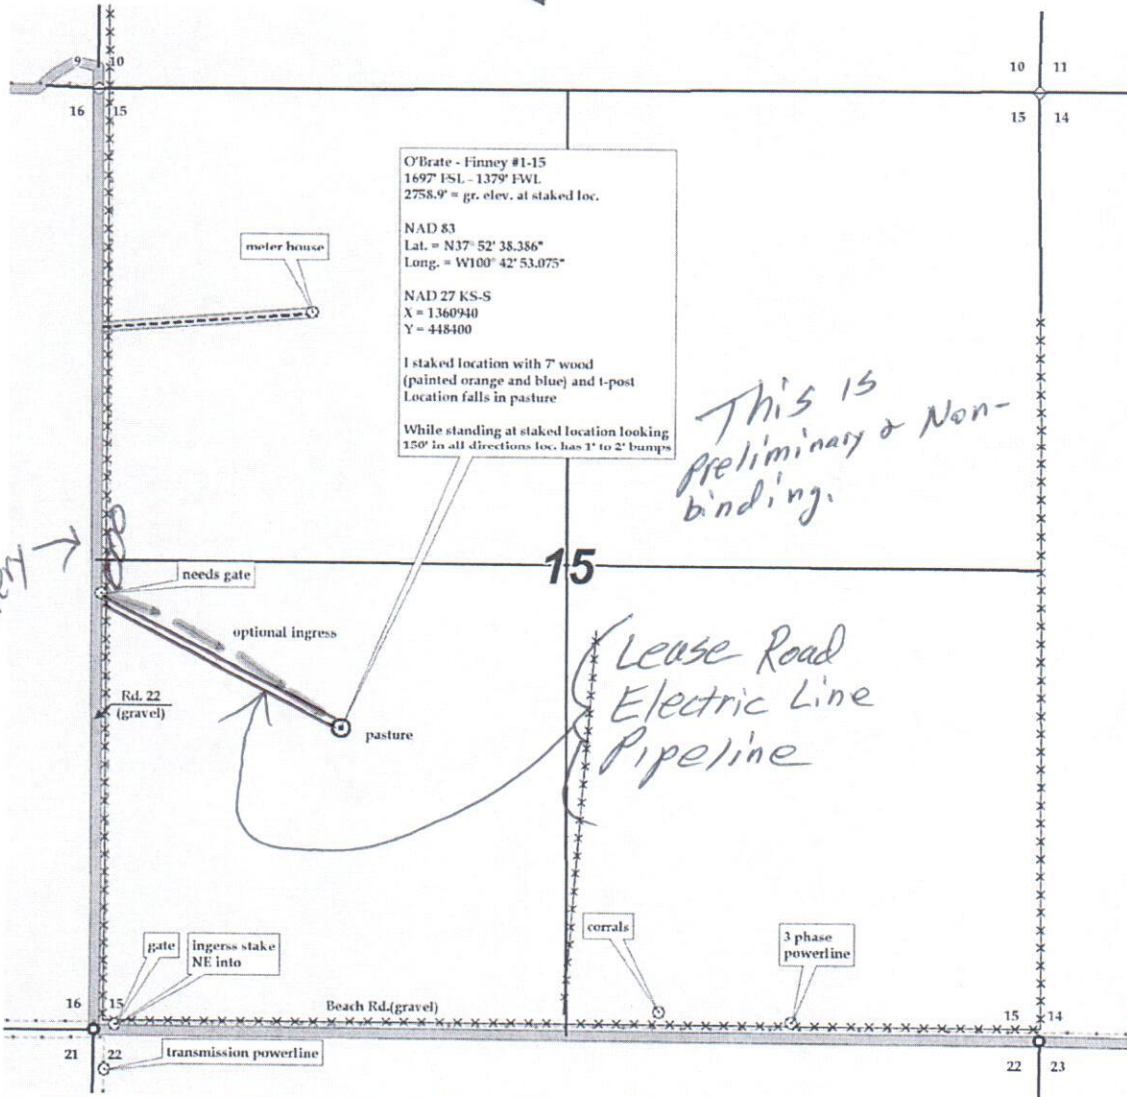 9 10
16 15
10 11
15 14
O'Brate - Finney #1-15
1697' FSL - 1379' FWL
2758.9' = gr. elev. at staked loc.
NAD 83
Lat. = N37° 52' 38.386"
Long. = W100° 42' 53.075"
NAD 27 KS-S
X = 1360940
Y = 448400
I staked location with 7' wood
(painted orange and blue) and t-post
Location falls in pasture
While standing at staked location looking
150' in all directions loc. has 1' to 2' bumps
meter house
This is
preliminary & Non-
binding.
15
needs gate
optional ingress
Rd. 22
(gravel)
pasture
Lease Road
Electric Line
Pipeline
gate
ingerss stake
NE into
corrals
3 phase
powerline
Beach Rd.(gravel)
16 15
15 14
21 22
transmission powerline
22 23